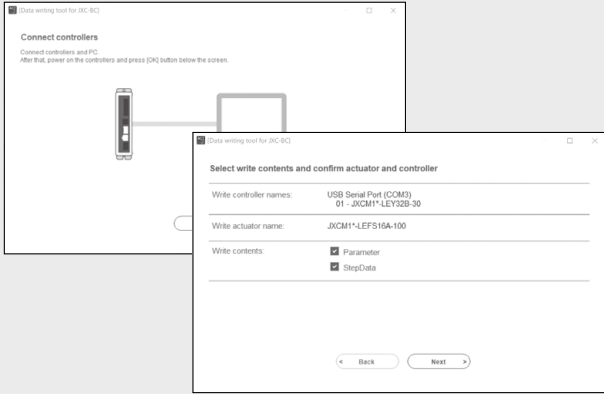 [Data writing tool for JXC-BC]
Connect controllers
Connect controllers and PC.
After that, power on the controllers and press [OK] button below the screen.
[Data writing tool for JXC-BC]
Select write contents and confirm actuator and controller
Write controller names: USB Serial Port (COM3)
01 - JXCM1*-LEY32B-30
Write actuator name: JXCM1*-LEFS16A-100
Write contents: Parameter
StepData
< Back Next >